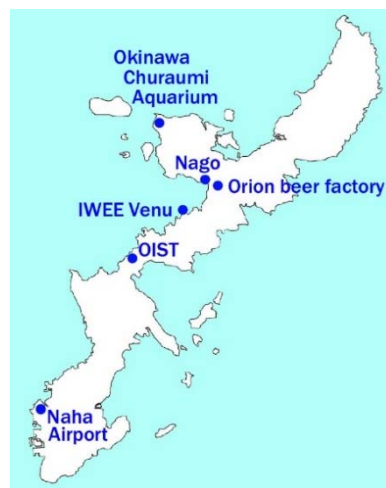 Okinawa
Churaumi
Aquarium
Nago
Orion beer factory
IWEE Venu
OIST
Naha
Airport